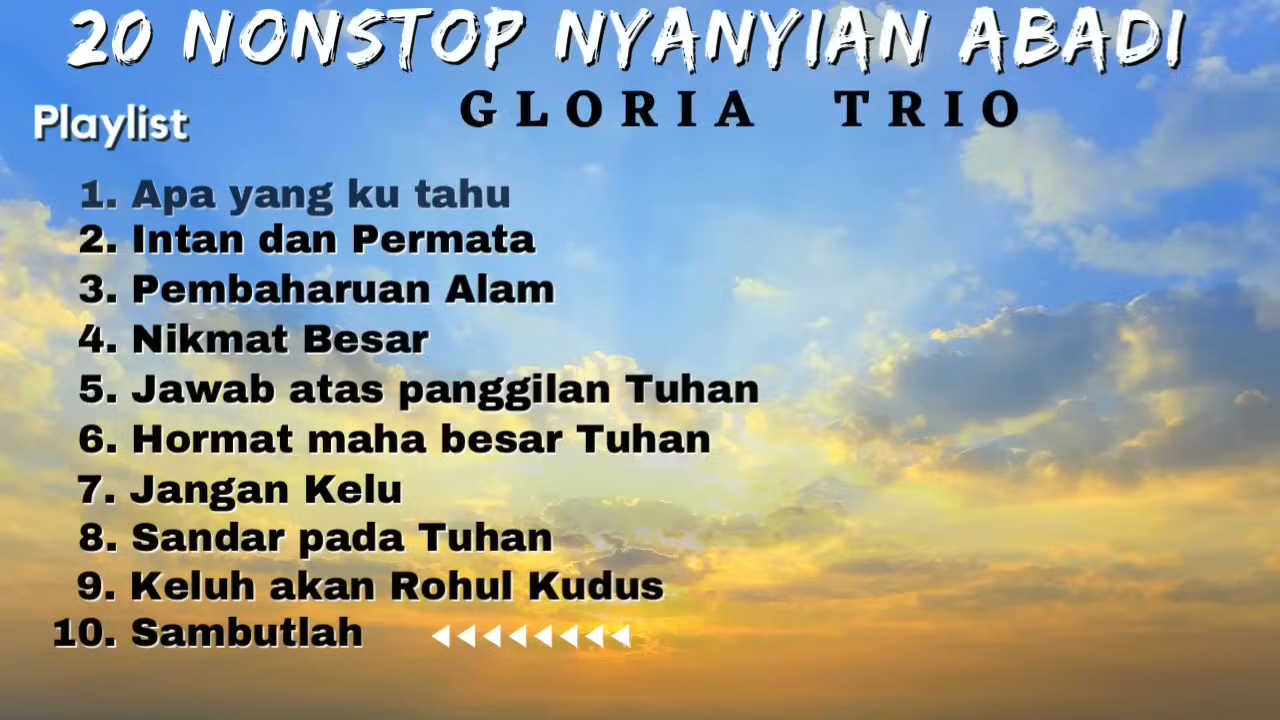 20 NONSTOP NYANYIAN ABADI
GLORIA TRIO
Playlist
1. Apa yang ku tahu
2. Intan dan Permata
3. Pembaharuan Alam
4. Nikmat Besar
5. Jawab atas panggilan Tuhan
6. Hormat maha besar Tuhan
7. Jangan Kelu
8. Sandar pada Tuhan
9. Keluh akan Rohul Kudus
10. Sambutlah